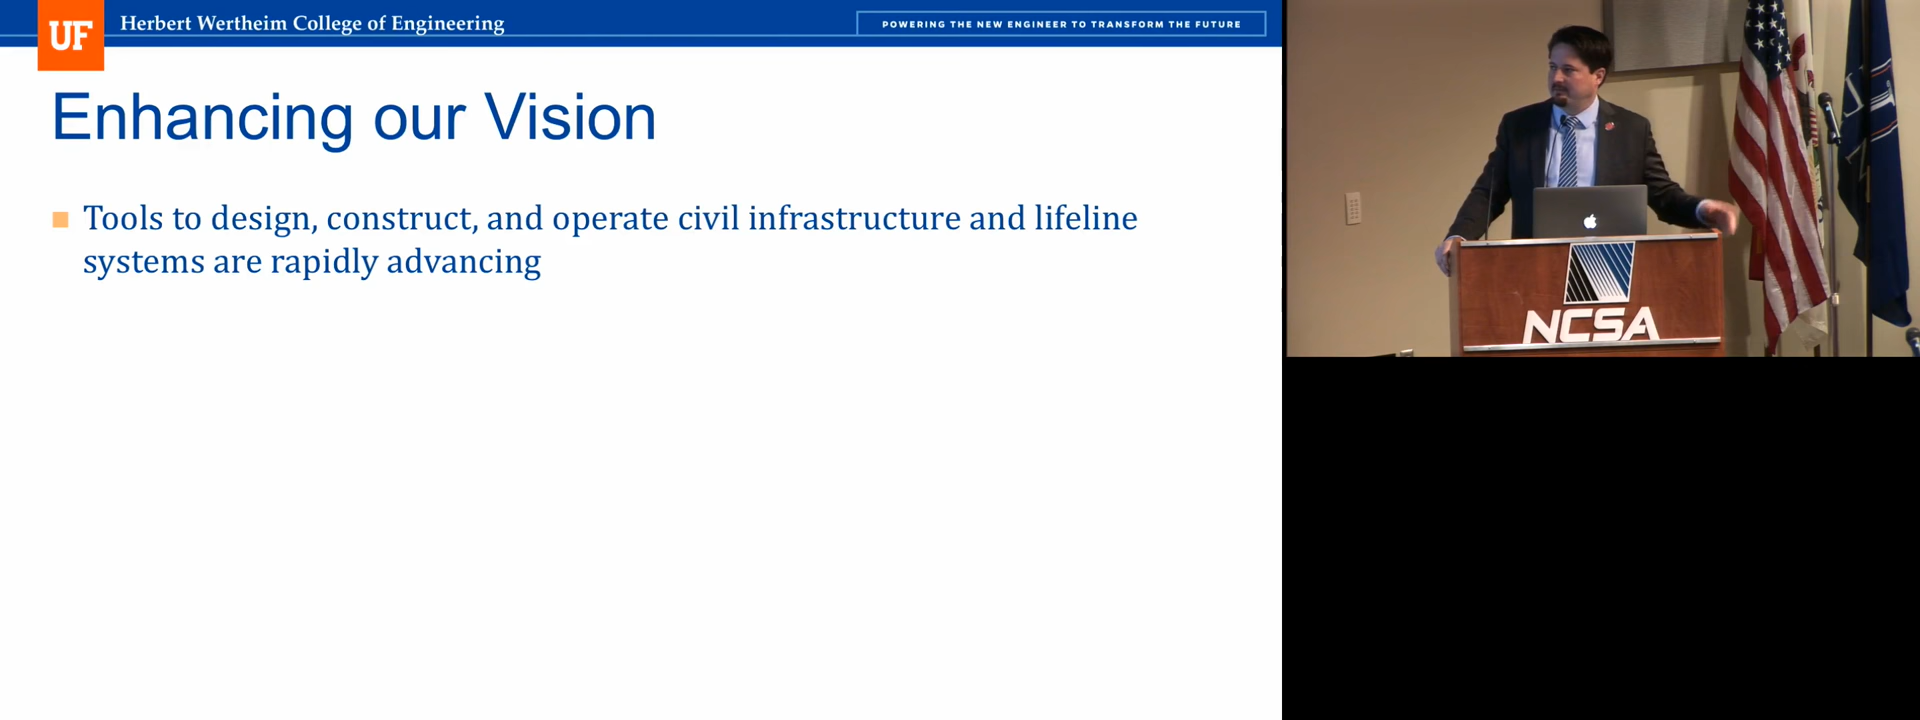 UF
Herbert Wertheim College of Engineering
POWERING THE NEW ENGINEER TO TRANSFORM THE FUTURE
Enhancing our Vision
Tools to design, construct, and operate civil infrastructure and lifeline
systems are rapidly advancing
NCSA